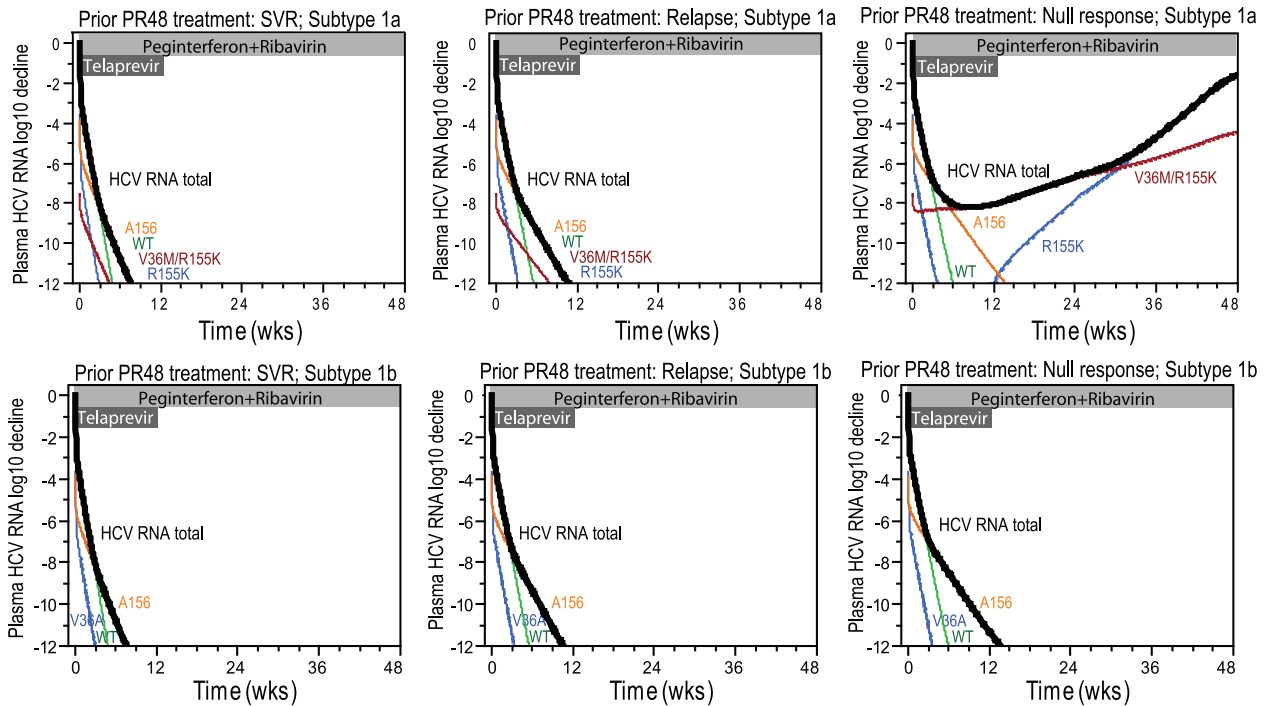 Prior PR48 treatment: SVR; Subtype 1a
Peginterferon+Ribavirin
Telaprevir
Plasma HCV RNA log10 decline
0
-2
-4
-6
-8
-10
-12
HCV RNA total
A156
WT
V36M/R155K
R155K
0 12 24 36 48
Time (wks)
Prior PR48 treatment: Relapse; Subtype 1a
Peginterferon+Ribavirin
Telaprevir
Plasma HCV RNA log10 decline
0
-2
-4
-6
-8
-10
-12
HCV RNA total
A156
WT
V36M/R155K
R155K
0 12 24 36 48
Time (wks)
Prior PR48 treatment: Null response; Subtype 1a
Peginterferon+Ribavirin
Telaprevir
Plasma HCV RNA log10 decline
0
-2
-4
-6
-8
-10
-12
HCV RNA total
V36M/R155K
A156
R155K
WT
0 12 24 36 48
Time (wks)
Prior PR48 treatment: SVR; Subtype 1b
Peginterferon+Ribavirin
Telaprevir
Plasma HCV RNA log10 decline
0
-2
-4
-6
-8
-10
-12
HCV RNA total
A156
V36A
WT
0 12 24 36 48
Time (wks)
Prior PR48 treatment: Relapse; Subtype 1b
Peginterferon+Ribavirin
Telaprevir
Plasma HCV RNA log10 decline
0
-2
-4
-6
-8
-10
-12
HCV RNA total
A156
V36A
WT
0 12 24 36 48
Time (wks)
Prior PR48 treatment: Null response; Subtype 1b
Peginterferon+Ribavirin
Telaprevir
Plasma HCV RNA log10 decline
0
-2
-4
-6
-8
-10
-12
HCV RNA total
A156
V36A
WT
0 12 24 36 48
Time (wks)